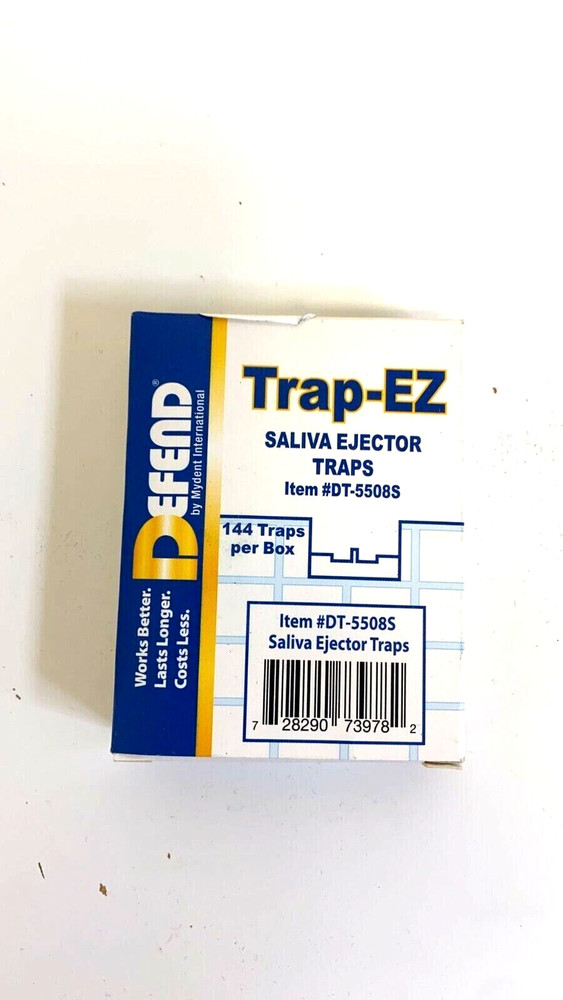 Trap-EZ
SALIVA EJECTOR
TRAPS
Item #DT-5508S
144 Traps
per Box
Item #DT-5508S
Saliva Ejector Traps
7 28290 73978 2
DEFEND®
by Mydent International
Works Better.
Lasts Longer.
Costs Less.